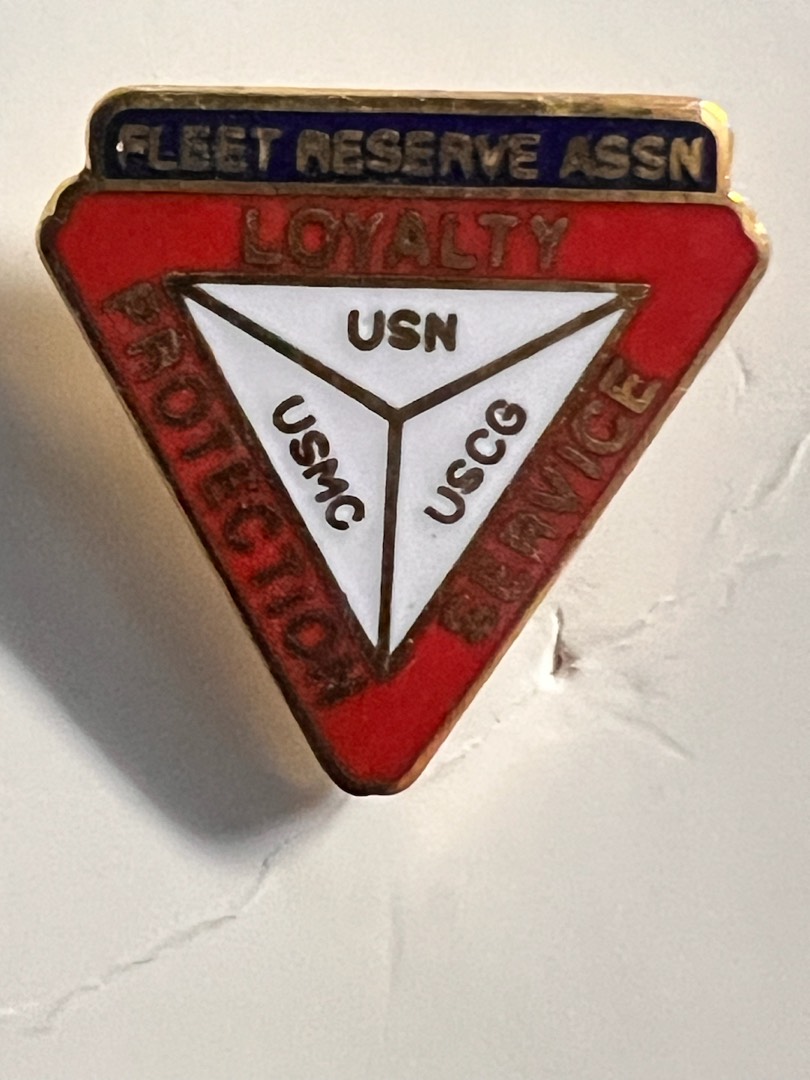 FLEET RESERVE ASSN
LOYALTY
PROTECTION
SERVICE
USN
USMC
USCG